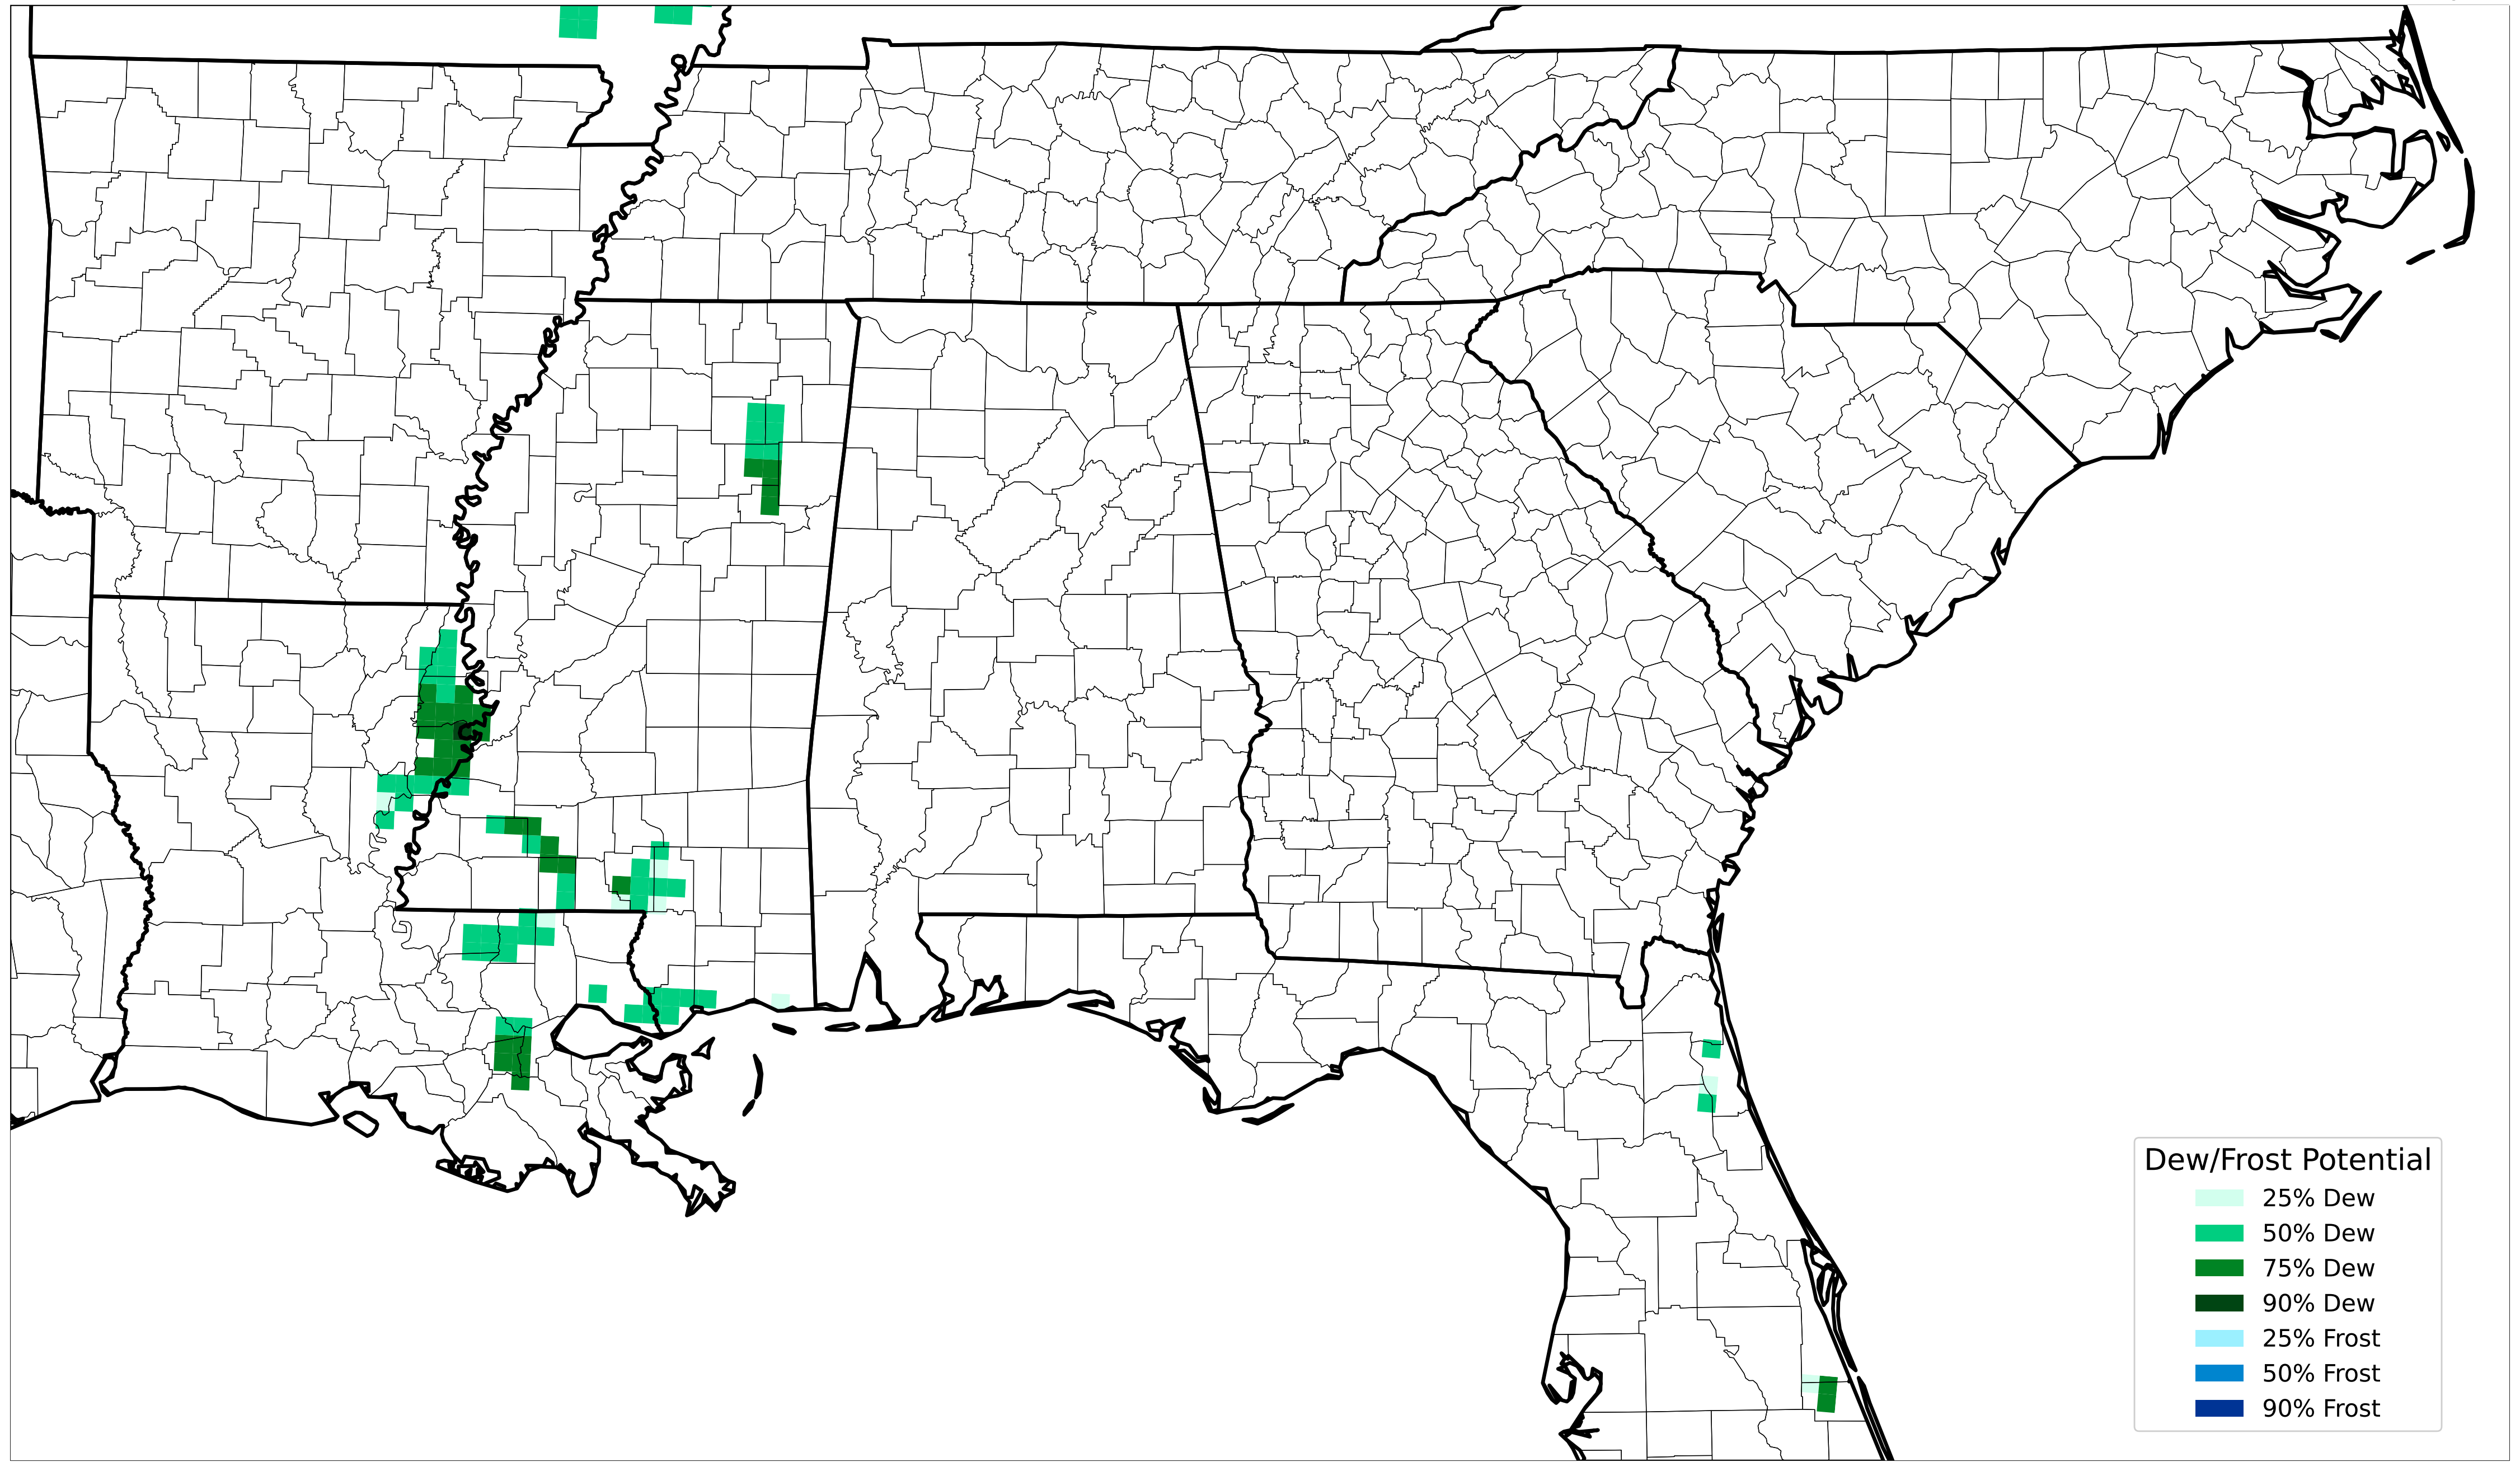 Dew/Frost Potential
25% Dew
50% Dew
75% Dew
90% Dew
25% Frost
50% Frost
90% Frost